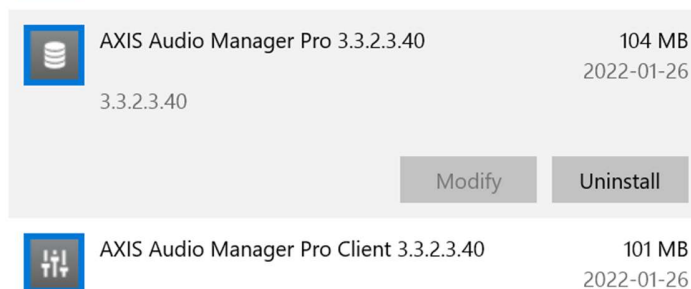 AXIS Audio Manager Pro 3.3.2.3.40
104 MB
2022-01-26
3.3.2.3.40
Modify
Uninstall
AXIS Audio Manager Pro Client 3.3.2.3.40
101 MB
2022-01-26